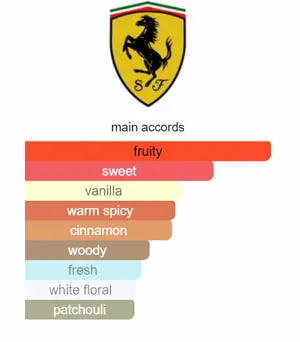 S F
main accords
fruity
sweet
vanilla
warm spicy
cinnamon
woody
fresh
white floral
patchouli